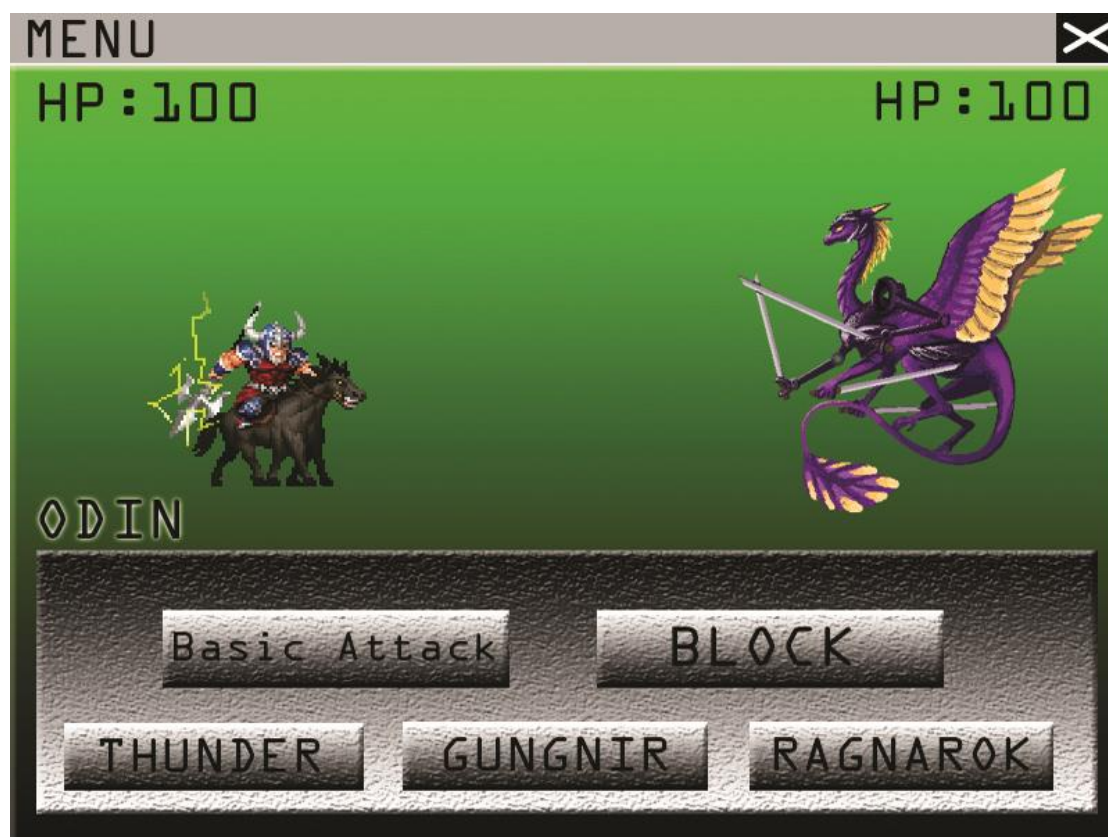 MENU
HP:100 HP:100
ODIN
Basic Attack BLOCK
THUNDER GUNGNIR RAGNAROK